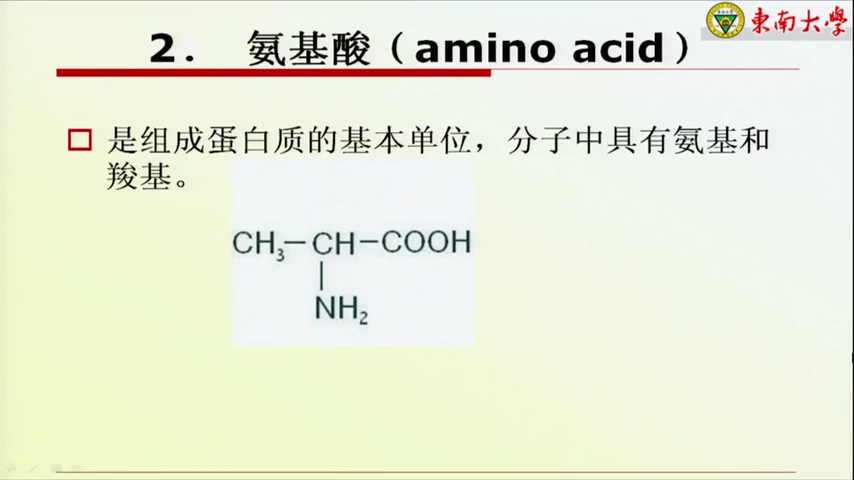 東南大學
2. 氨基酸（amino acid）
是组成蛋白质的基本单位，分子中具有氨基和
羧基。
CH₃—CH—COOH
|
NH₂